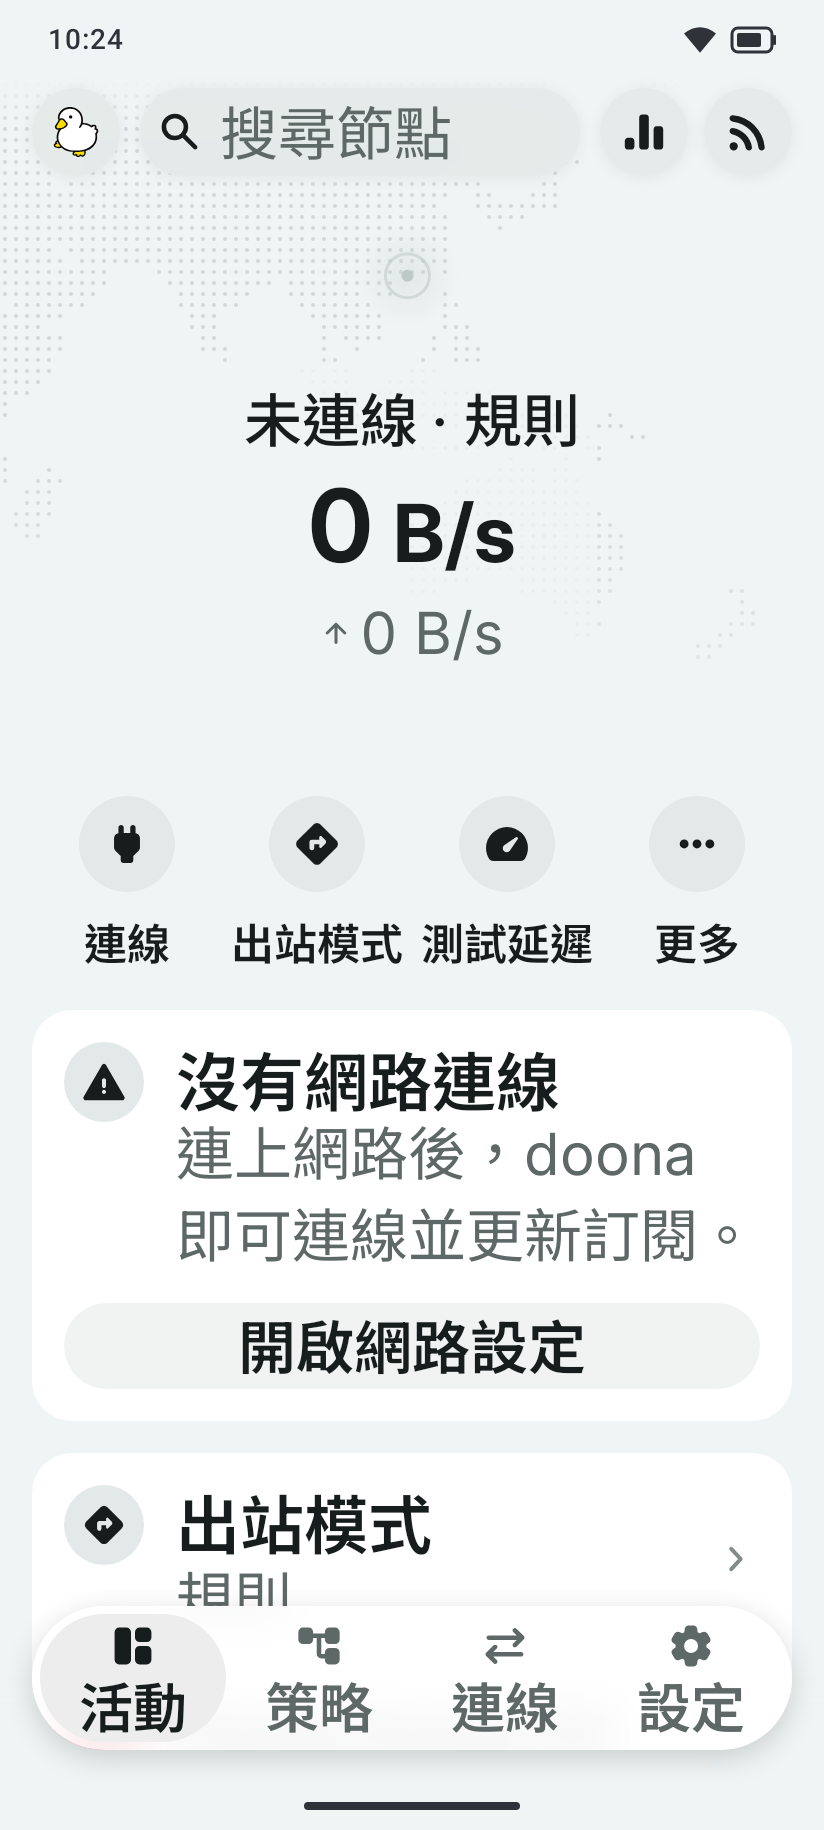 10:24
搜尋節點
未連線 · 規則
0 B/s
↑ 0 B/s
連線
出站模式
測試延遲
更多
沒有網路連線
連上網路後，doona
即可連線並更新訂閱。
開啟網路設定
出站模式
規則
活動
策略
連線
設定